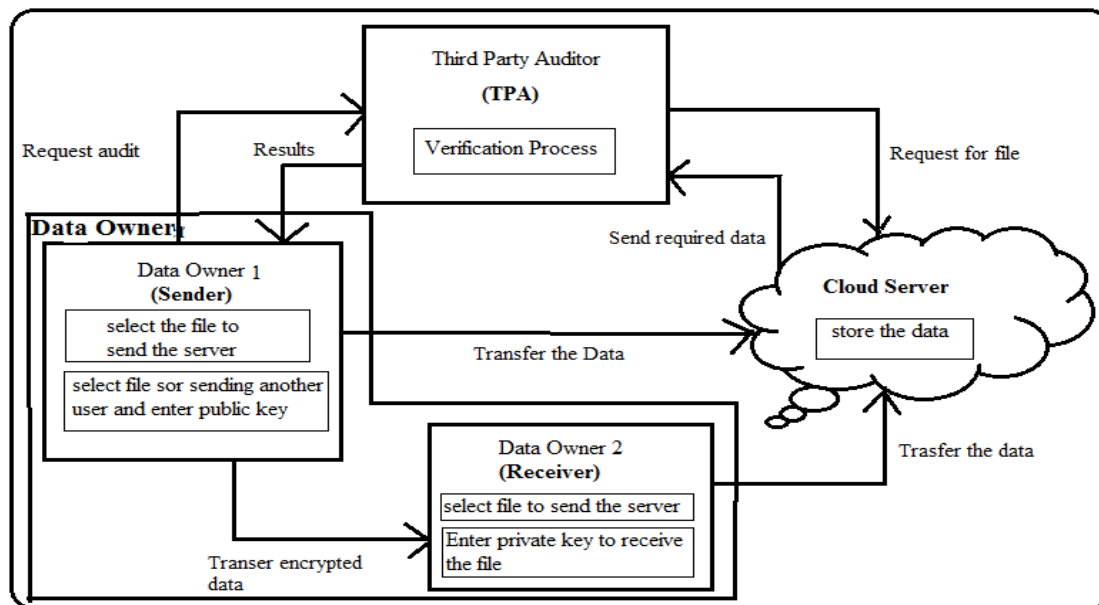 Third Party Auditor
(TPA)
Verification Process
Request audit
Results
Request for file
Send required data
Data Owner
Data Owner 1
(Sender)
select the file to
send the server
select file sor sending another
user and enter public key
Transfer the Data
Cloud Server
store the data
Data Owner 2
(Receiver)
select file to send the server
Enter private key to receive
the file
Trasfer the data
Transer encrypted
data